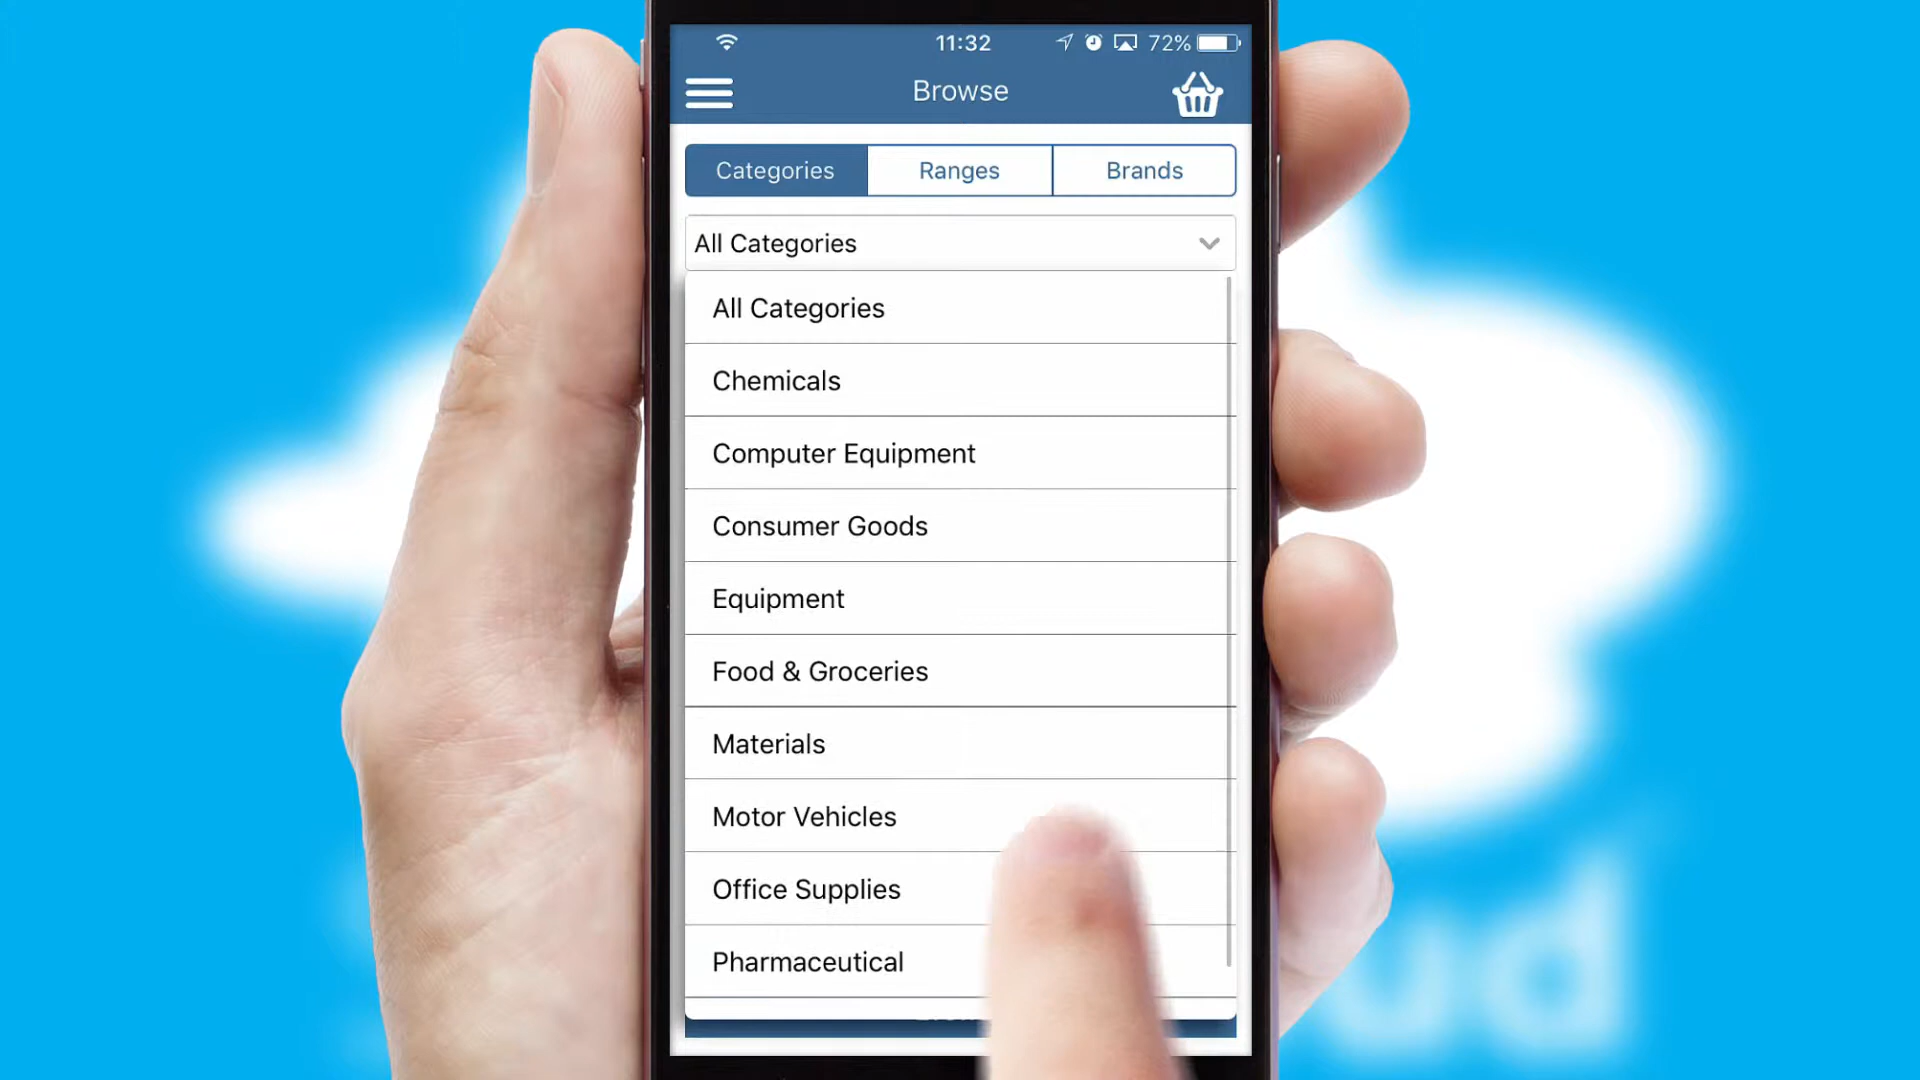 11:32
72%
Browse
Categories
Ranges
Brands
All Categories
All Categories
Chemicals
Computer Equipment
Consumer Goods
Equipment
Food & Groceries
Materials
Motor Vehicles
Office Supplies
Pharmaceutical